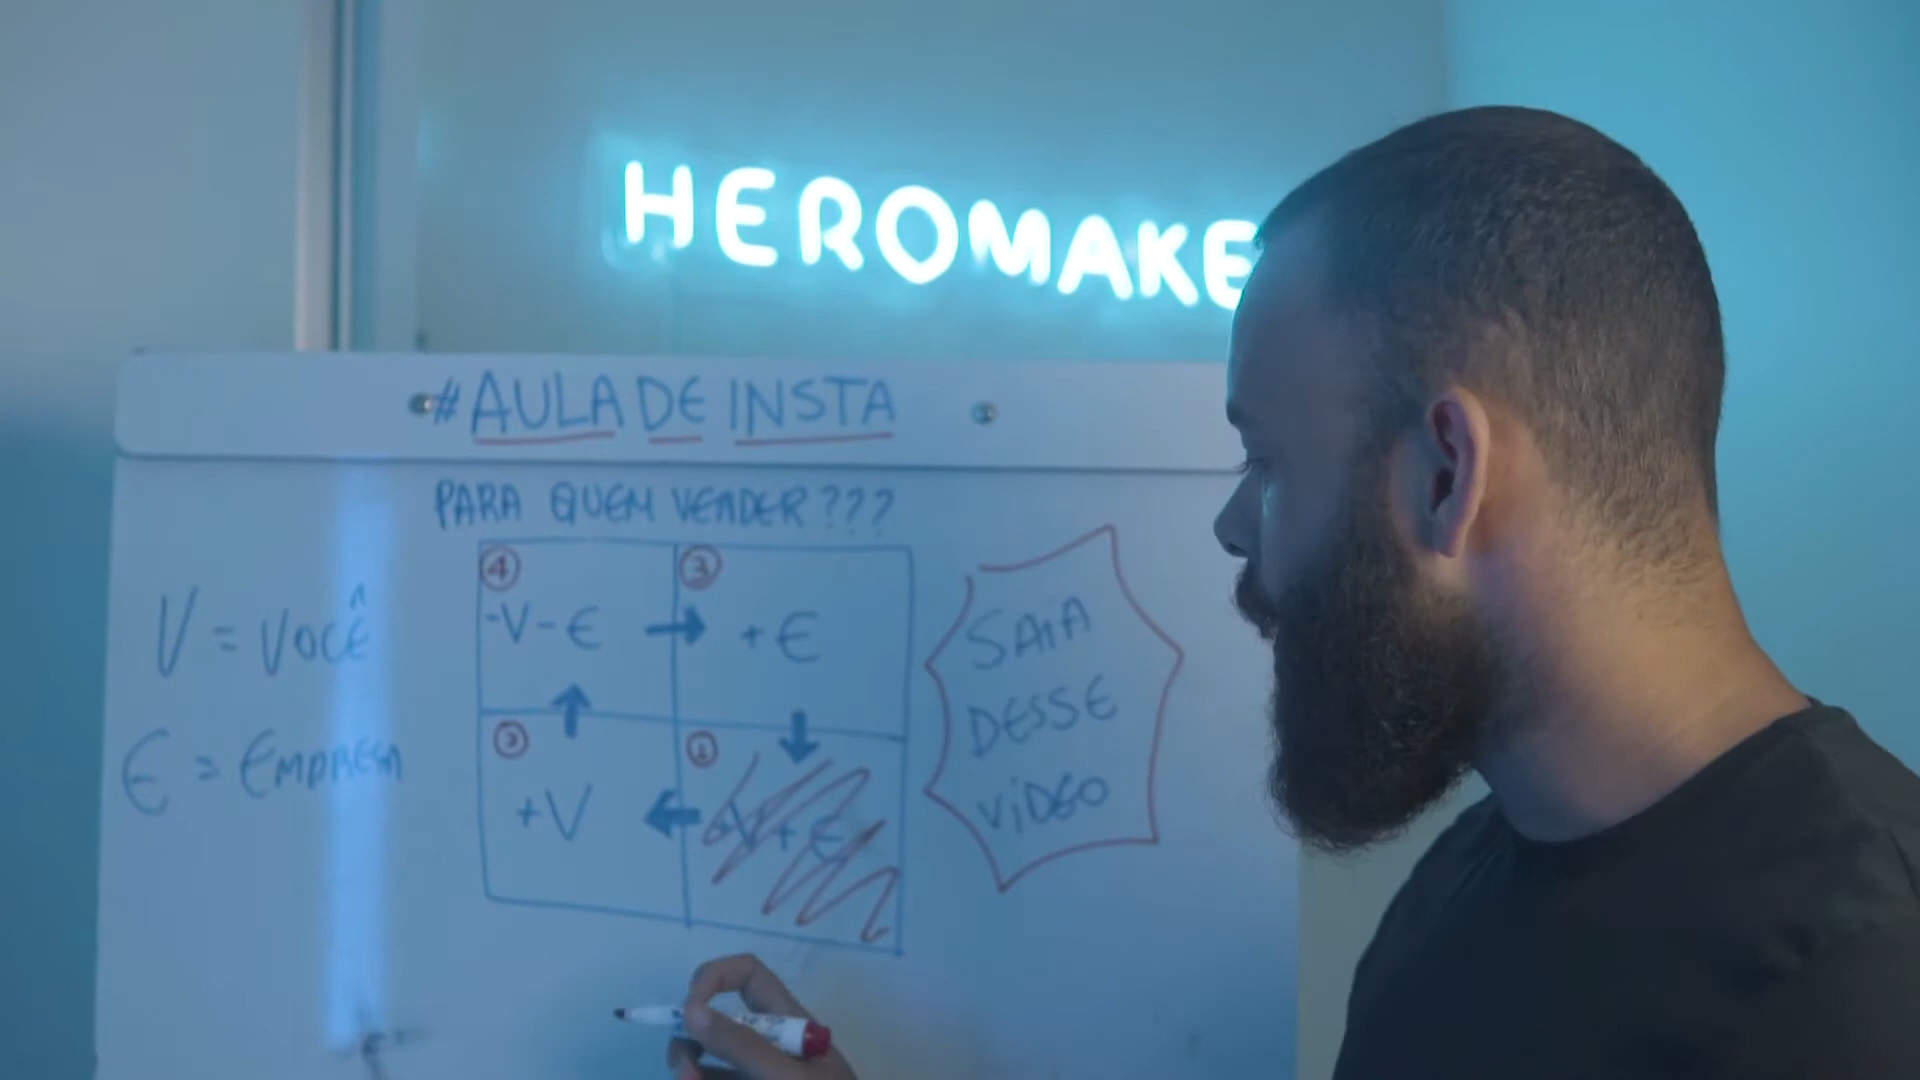 HEROMAKE
#AULA DE INSTA
PARA QUEM VENDER???
V = VOCÊ
E = EMPRESA
4
-V-E
3
+E
2
+V
1
+V+E
SAIA
DESSE
VIDEO